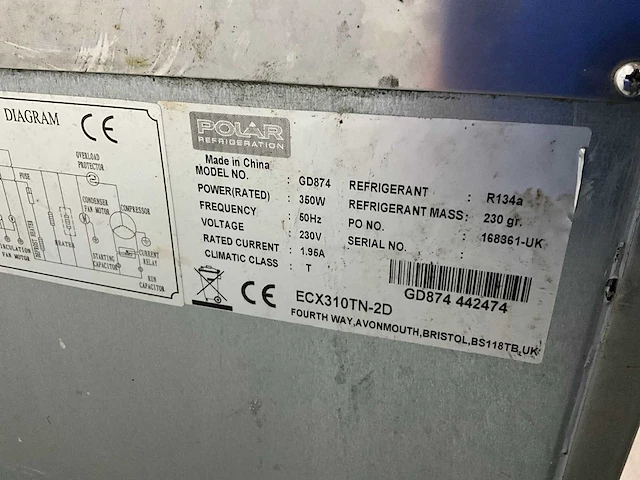 DIAGRAM CE
OVERLOAD
PROTECTOR
FUSE
CONDENSER
FAN MOTOR
COMPRESSOR
HEATER
STARTING
CAPACITOR
CURRENT
RELAY
RUN
CAPACITOR
FAN MOTOR
POLAR
REFRIGERATION
Made in China
MODEL NO. : GD874
POWER(RATED) : 350W
FREQUENCY : 50Hz
VOLTAGE : 230V
RATED CURRENT : 1.95A
CLIMATIC CLASS : T
REFRIGERANT : R134a
REFRIGERANT MASS: 230 gr.
PO NO. : 168361-UK
SERIAL NO. :
GD874 442474
CE ECX310TN-2D
FOURTH WAY,AVONMOUTH,BRISTOL,BS118TB,UK